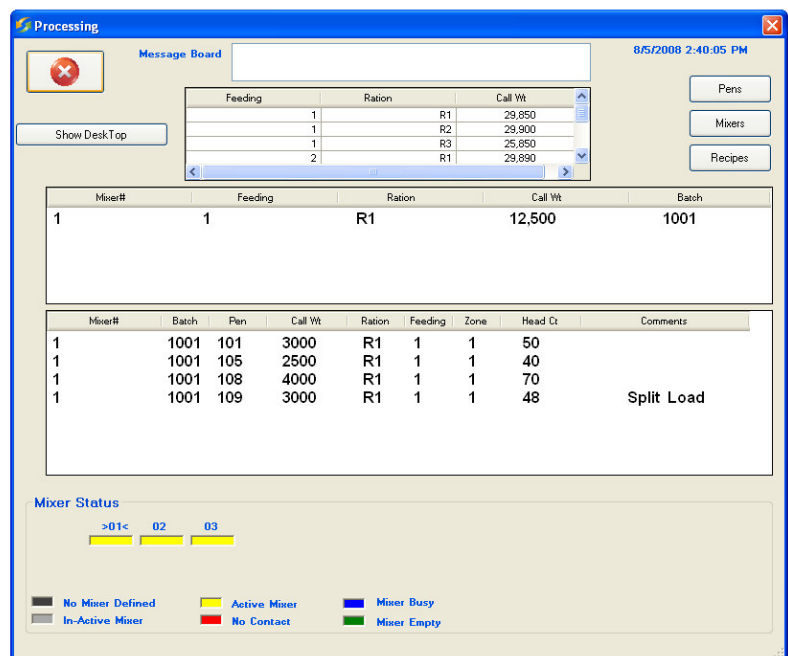 Processing
Message Board
8/5/2008 2:40:05 PM
Feeding Ration Call Wt
1 R1 29,850
1 R2 29,900
1 R3 25,850
2 R1 29,890
Show DeskTop
Pens
Mixers
Recipes
Mixer# Feeding Ration Call Wt Batch
1 1 R1 12,500 1001
Mixer# Batch Pen Call Wt Ration Feeding Zone Head Ct Comments
1 1001 101 3000 R1 1 1 50
1 1001 105 2500 R1 1 1 40
1 1001 108 4000 R1 1 1 70
1 1001 109 3000 R1 1 1 48 Split Load
Mixer Status
>01< 02 03
No Mixer Defined Active Mixer Mixer Busy
In-Active Mixer No Contact Mixer Empty